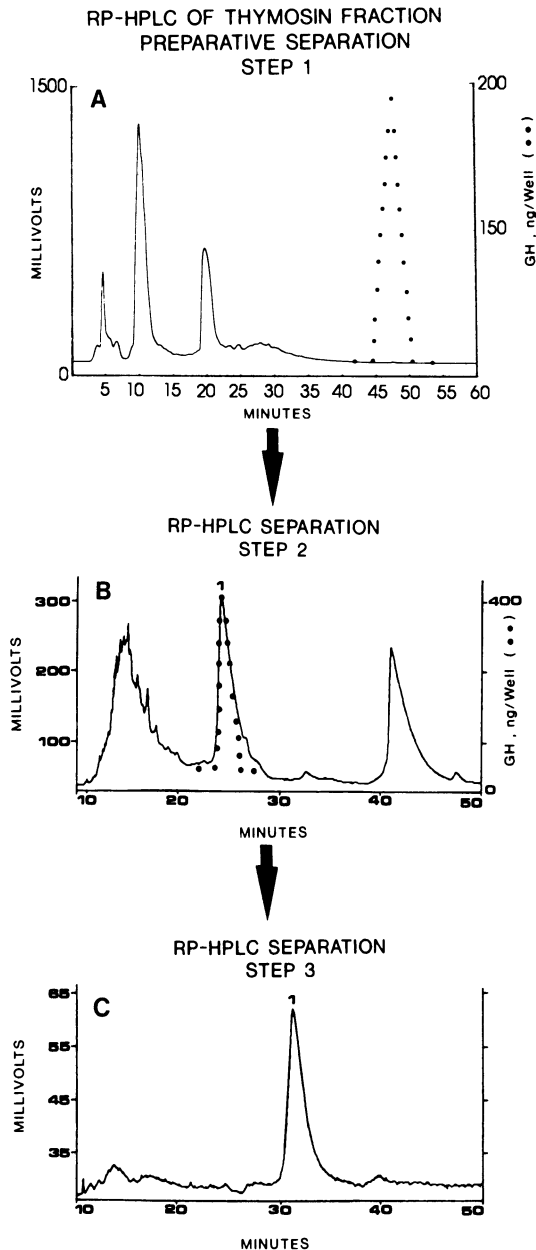 RP-HPLC OF THYMOSIN FRACTION
PREPARATIVE SEPARATION
STEP 1
A
1500
0
MILLIVOLTS
200
150
GH, ng/Well (••)
5 10 15 20 25 30 35 40 45 50 55 60
MINUTES
RP-HPLC SEPARATION
STEP 2
B
1
300
200
100
MILLIVOLTS
400
0
GH, ng/Well (••)
10 20 30 40 50
MINUTES
RP-HPLC SEPARATION
STEP 3
C
1
65
55
45
35
MILLIVOLTS
10 20 30 40 50
MINUTES